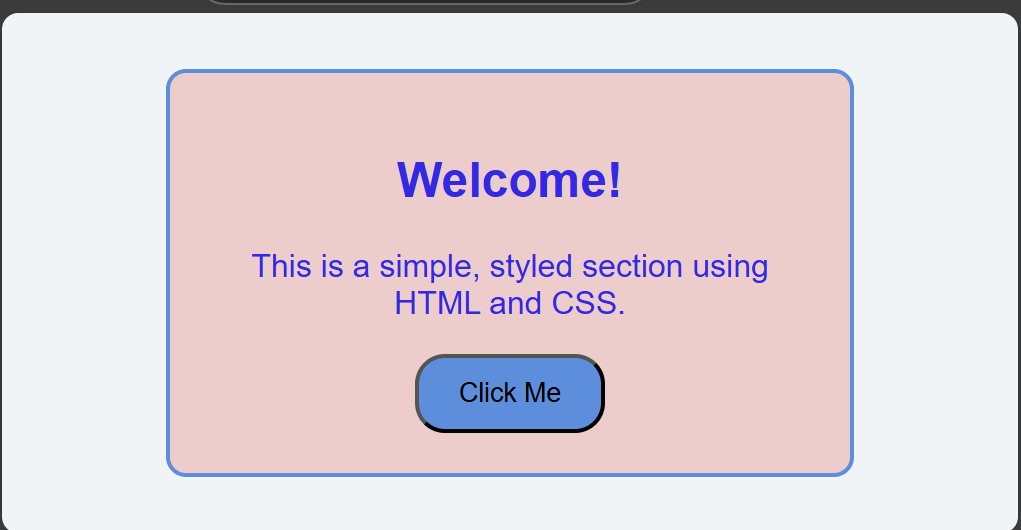 Welcome!
This is a simple, styled section using
HTML and CSS.
Click Me